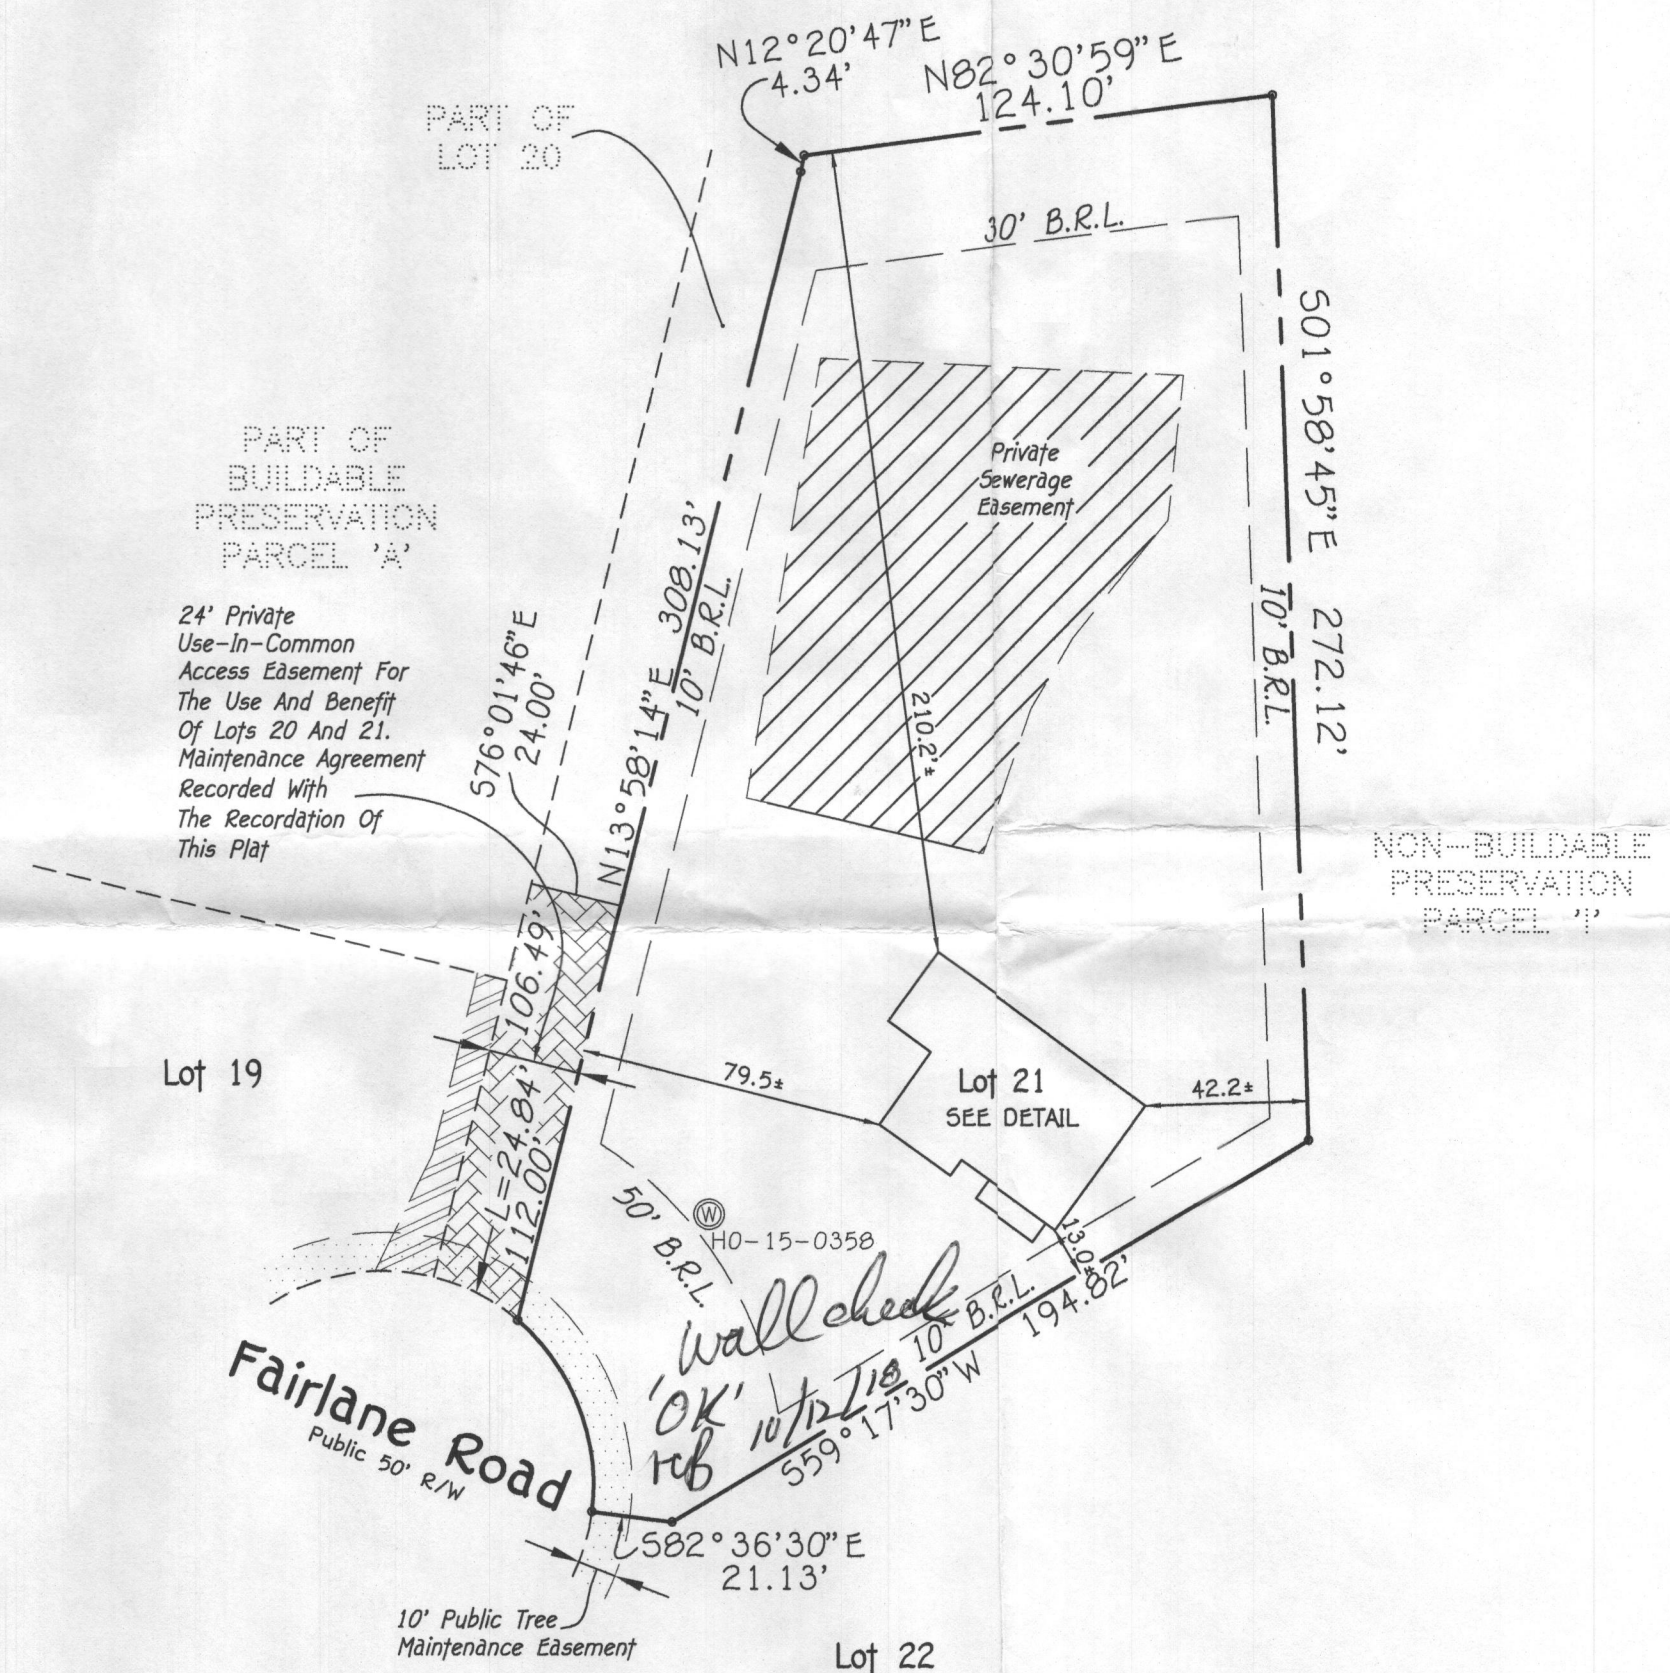 N12°20'47"E
4.34'
N82°30'59"E
124.10'
PART OF
LOT 20
30' B.R.L.
S01°58'45"E 272.12'
10' B.R.L.
Private
Sewerage
Easement
PART OF
BUILDABLE
PRESERVATION
PARCEL 'A'
24' Private
Use-In-Common
Access Easement For
The Use And Benefit
Of Lots 20 And 21.
Maintenance Agreement
Recorded With
The Recordation Of
This Plat
S76°01'46"E
24.00'
N13°58'14"E 308.13'
10' B.R.L.
210.2'±
NON-BUILDABLE
PRESERVATION
PARCEL 'I'
106.49'
L=24.84'
112.00'
Lot 19
79.5±
Lot 21
SEE DETAIL
42.2±
50' B.R.L.
W
HO-15-0358
13.0±
10' B.R.L.
194.82'
S59°17'30"W
wall check
'OK'
10/12/18
rcb
Fairlane Road
Public 50' R/W
S82°36'30"E
21.13'
10' Public Tree
Maintenance Easement
Lot 22